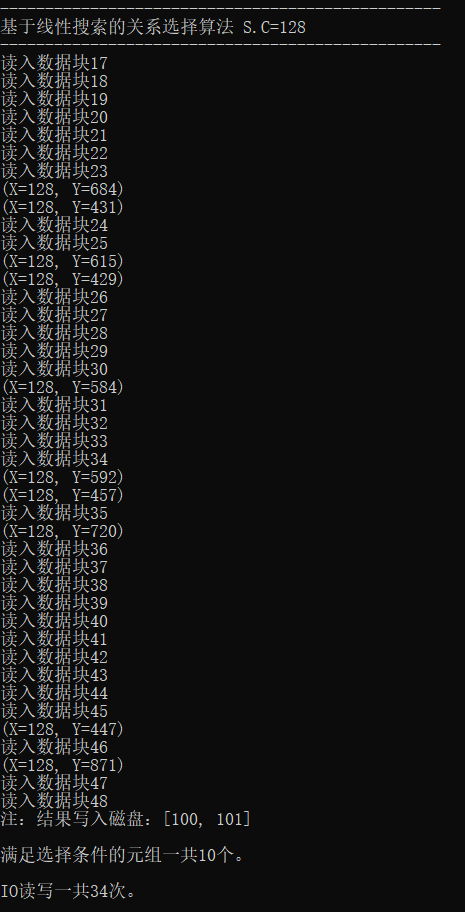 -------------------------------------------------
基于线性搜索的关系选择算法 S.C=128
-------------------------------------------------
读入数据块17
读入数据块18
读入数据块19
读入数据块20
读入数据块21
读入数据块22
读入数据块23
(X=128, Y=684)
(X=128, Y=431)
读入数据块24
读入数据块25
(X=128, Y=615)
(X=128, Y=429)
读入数据块26
读入数据块27
读入数据块28
读入数据块29
读入数据块30
(X=128, Y=584)
读入数据块31
读入数据块32
读入数据块33
读入数据块34
(X=128, Y=592)
(X=128, Y=457)
读入数据块35
(X=128, Y=720)
读入数据块36
读入数据块37
读入数据块38
读入数据块39
读入数据块40
读入数据块41
读入数据块42
读入数据块43
读入数据块44
读入数据块45
(X=128, Y=447)
读入数据块46
(X=128, Y=871)
读入数据块47
读入数据块48
注：结果写入磁盘：[100, 101]
满足选择条件的元组一共10个。
IO读写一共34次。